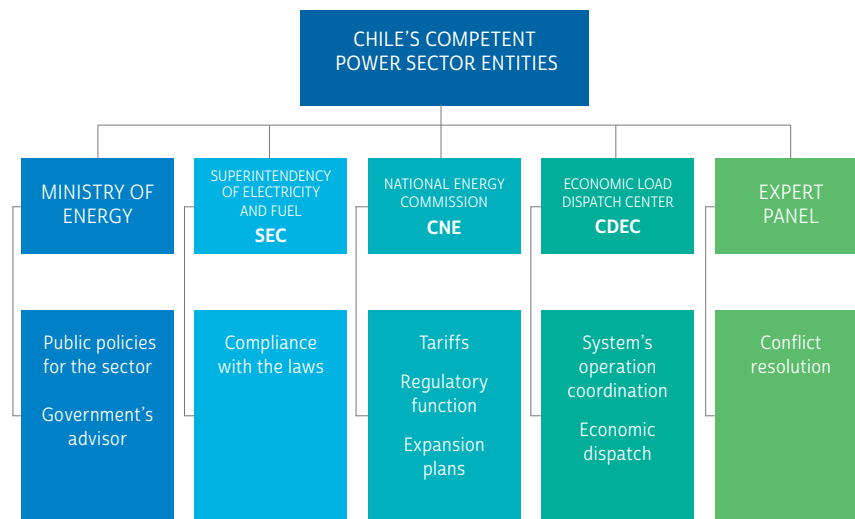 CHILE’S COMPETENT
POWER SECTOR ENTITIES
MINISTRY OF
ENERGY
SUPERINTENDENCY
OF ELECTRICITY
AND FUEL
SEC
NATIONAL ENERGY
COMMISSION
CNE
ECONOMIC LOAD
DISPATCH CENTER
CDEC
EXPERT
PANEL
Public policies
for the sector
Government’s
advisor
Compliance
with the laws
Tariffs
Regulatory
function
Expansion
plans
System’s
operation
coordination
Economic
dispatch
Conflict
resolution